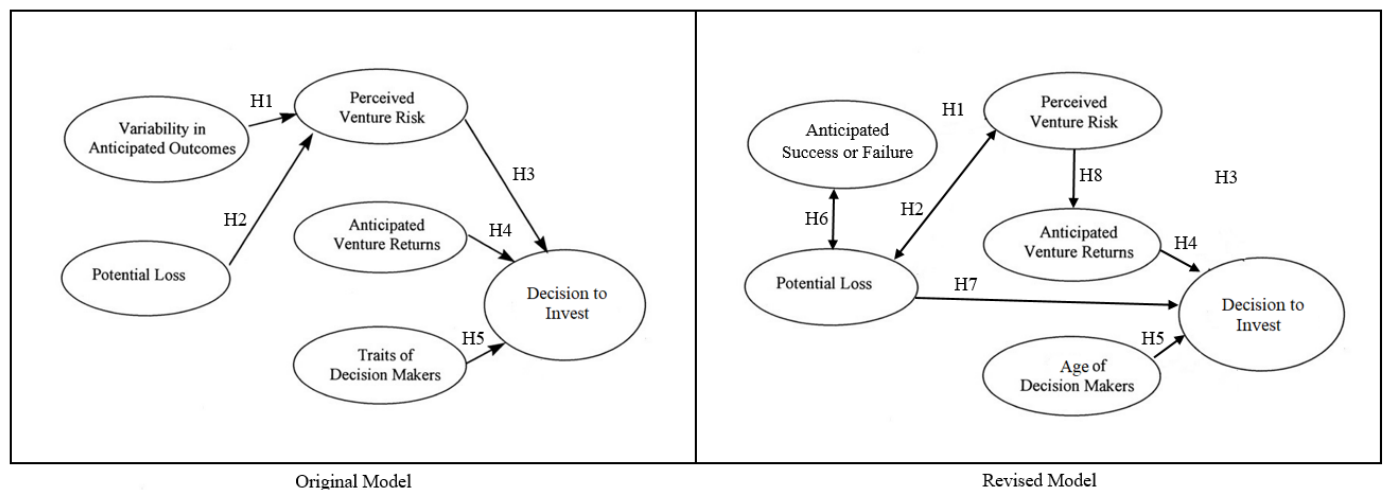 H1
Perceived
Venture Risk
Variability in
Anticipated Outcomes
H3
H2
Anticipated
Venture Returns
H4
Potential Loss
Decision to
Invest
H5
Traits of
Decision Makers
Original Model
H1
Perceived
Venture Risk
Anticipated
Success or Failure
H8
H3
H6
H2
Anticipated
Venture Returns
H4
Potential Loss
H7
Decision to
Invest
H5
Age of
Decision Makers
Revised Model